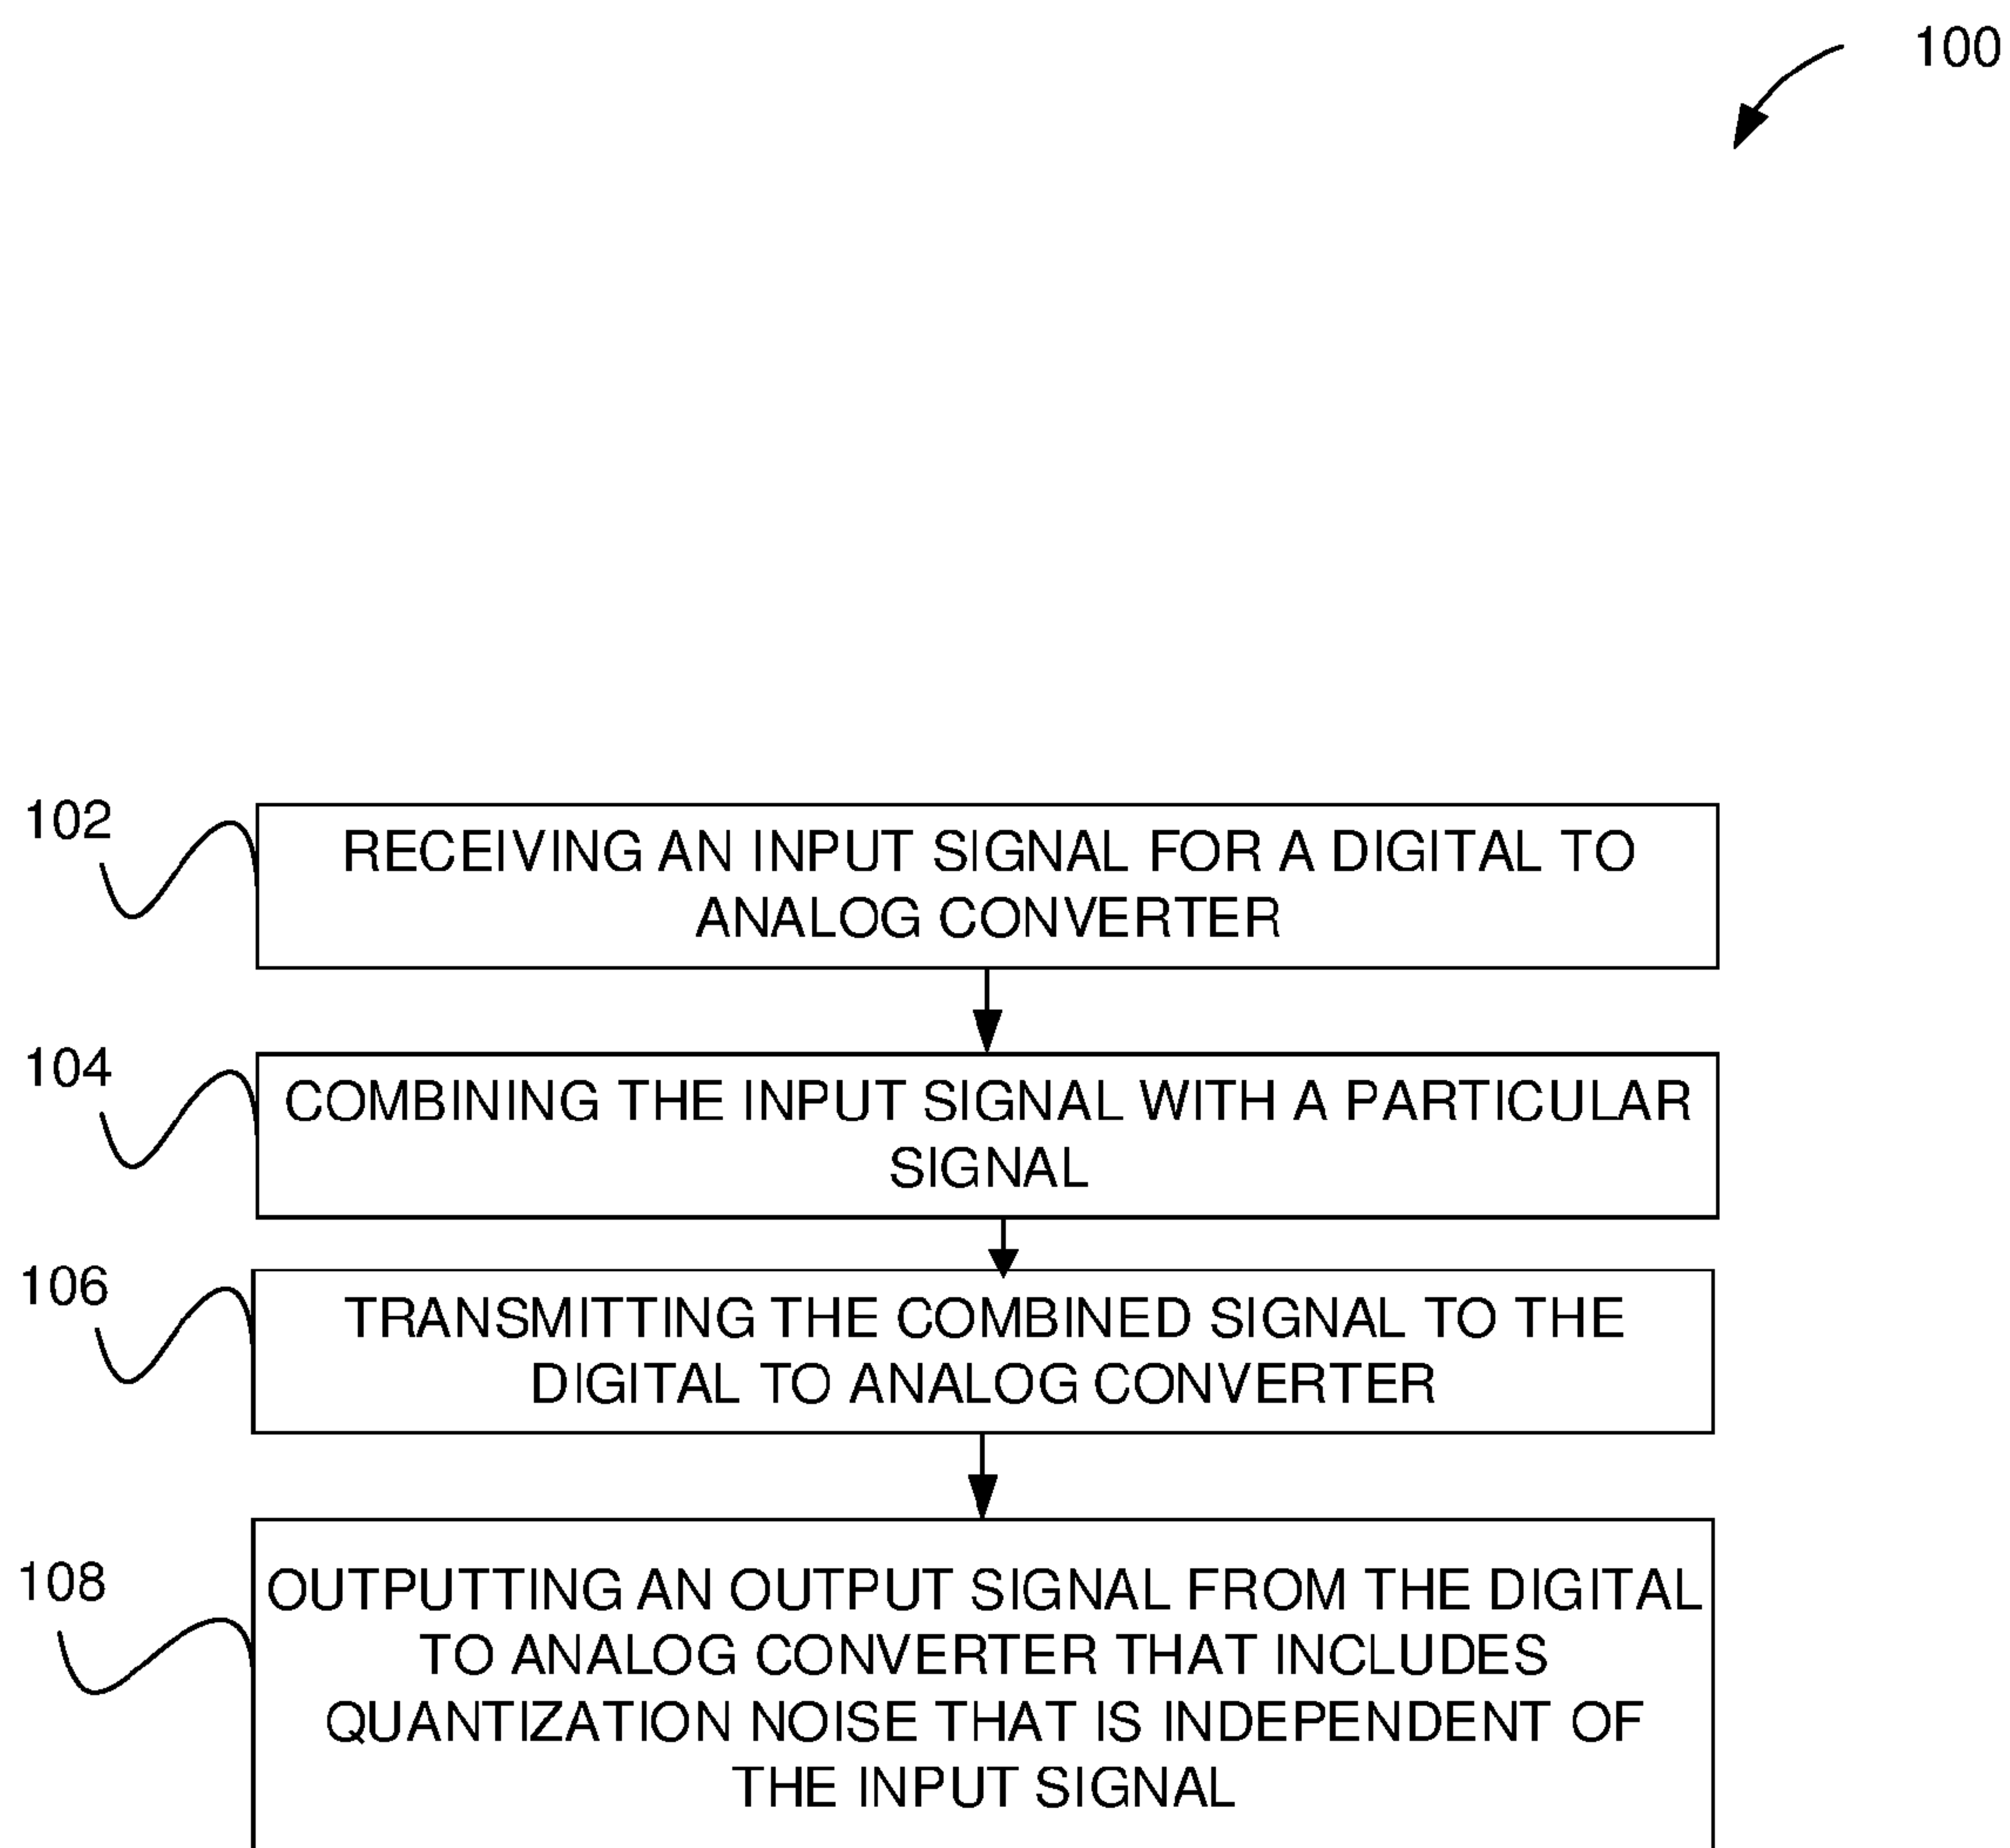 100
102
RECEIVING AN INPUT SIGNAL FOR A DIGITAL TO
ANALOG CONVERTER
104
COMBINING THE INPUT SIGNAL WITH A PARTICULAR
SIGNAL
106
TRANSMITTING THE COMBINED SIGNAL TO THE
DIGITAL TO ANALOG CONVERTER
108
OUTPUTTING AN OUTPUT SIGNAL FROM THE DIGITAL
TO ANALOG CONVERTER THAT INCLUDES
QUANTIZATION NOISE THAT IS INDEPENDENT OF
THE INPUT SIGNAL